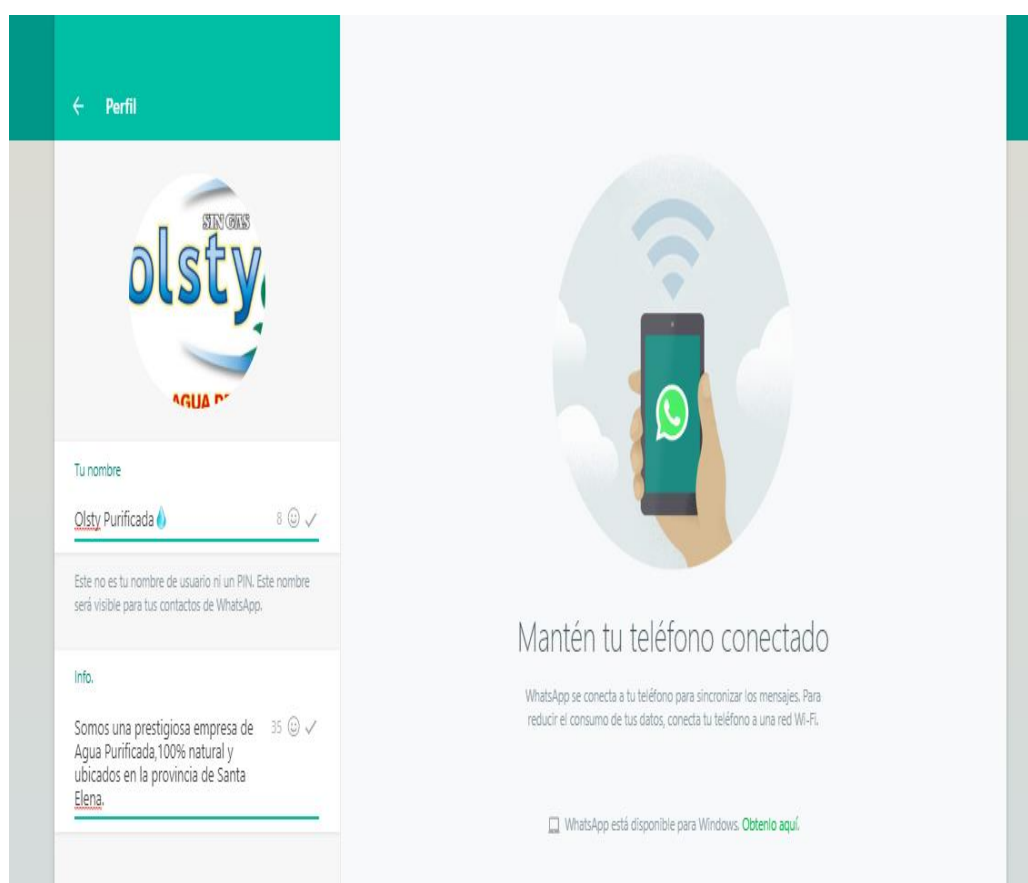 Perfil
SIN GAS
olsty
AGUA DE
Tu nombre
Olsty Purificada💧
8
Este no es tu nombre de usuario ni un PIN. Este nombre
será visible para tus contactos de WhatsApp.
Info.
Somos una prestigiosa empresa de
35
Agua Purificada,100% natural y
ubicados en la provincia de Santa
Elena.
Mantén tu teléfono conectado
WhatsApp se conecta a tu teléfono para sincronizar los mensajes. Para
reducir el consumo de tus datos, conecta tu teléfono a una red Wi-Fi.
WhatsApp está disponible para Windows. Obtenlo aquí.